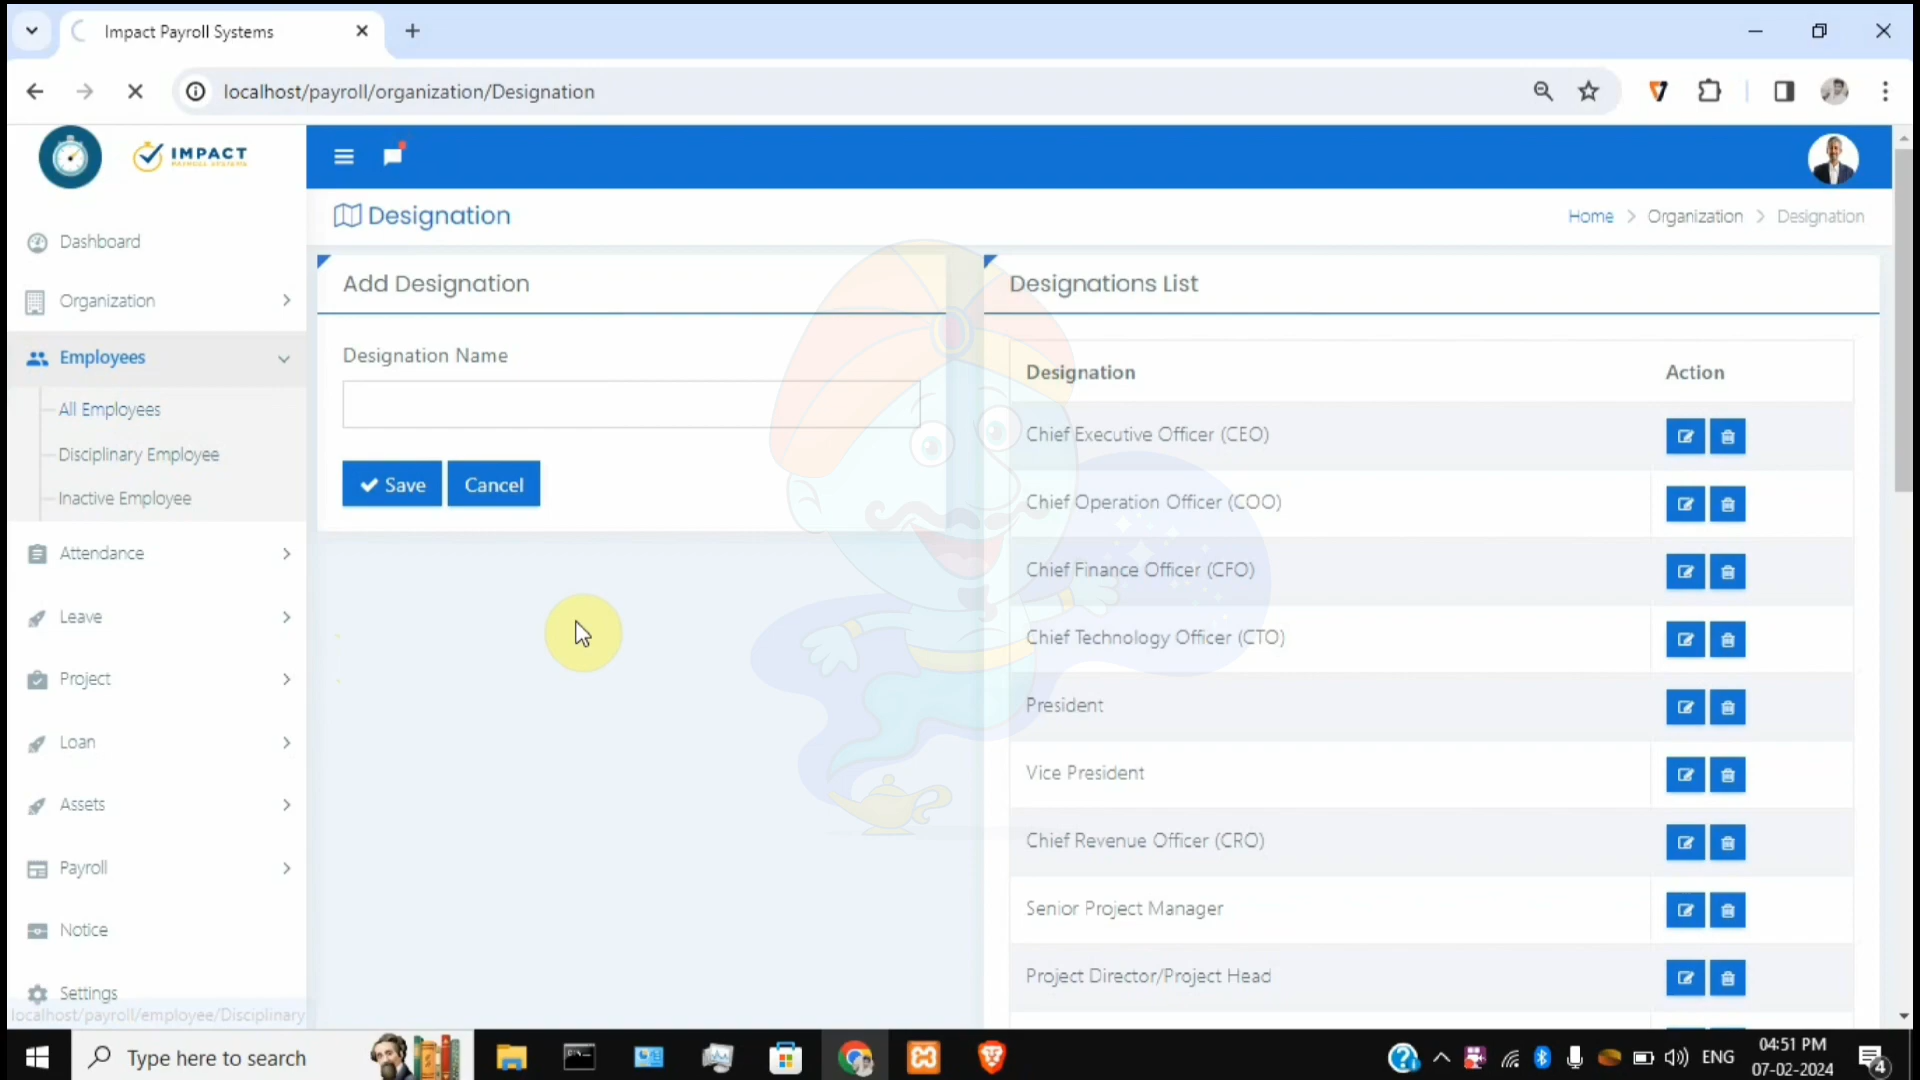 Impact Payroll Systems
localhost/payroll/organization/Designation
IMPACT
PAYROLL SYSTEMS
Designation
Home > Organization > Designation
Dashboard
Organization
Employees
All Employees
Disciplinary Employee
Inactive Employee
Attendance
Leave
Project
Loan
Assets
Payroll
Notice
Settings
localhost/payroll/employee/Disciplinary
Add Designation
Designation Name
Save
Cancel
Designations List
Designation Action
Chief Executive Officer (CEO)
Chief Operation Officer (COO)
Chief Finance Officer (CFO)
Chief Technology Officer (CTO)
President
Vice President
Chief Revenue Officer (CRO)
Senior Project Manager
Project Director/Project Head
Type here to search
ENG
04:51 PM
07-02-2024
4